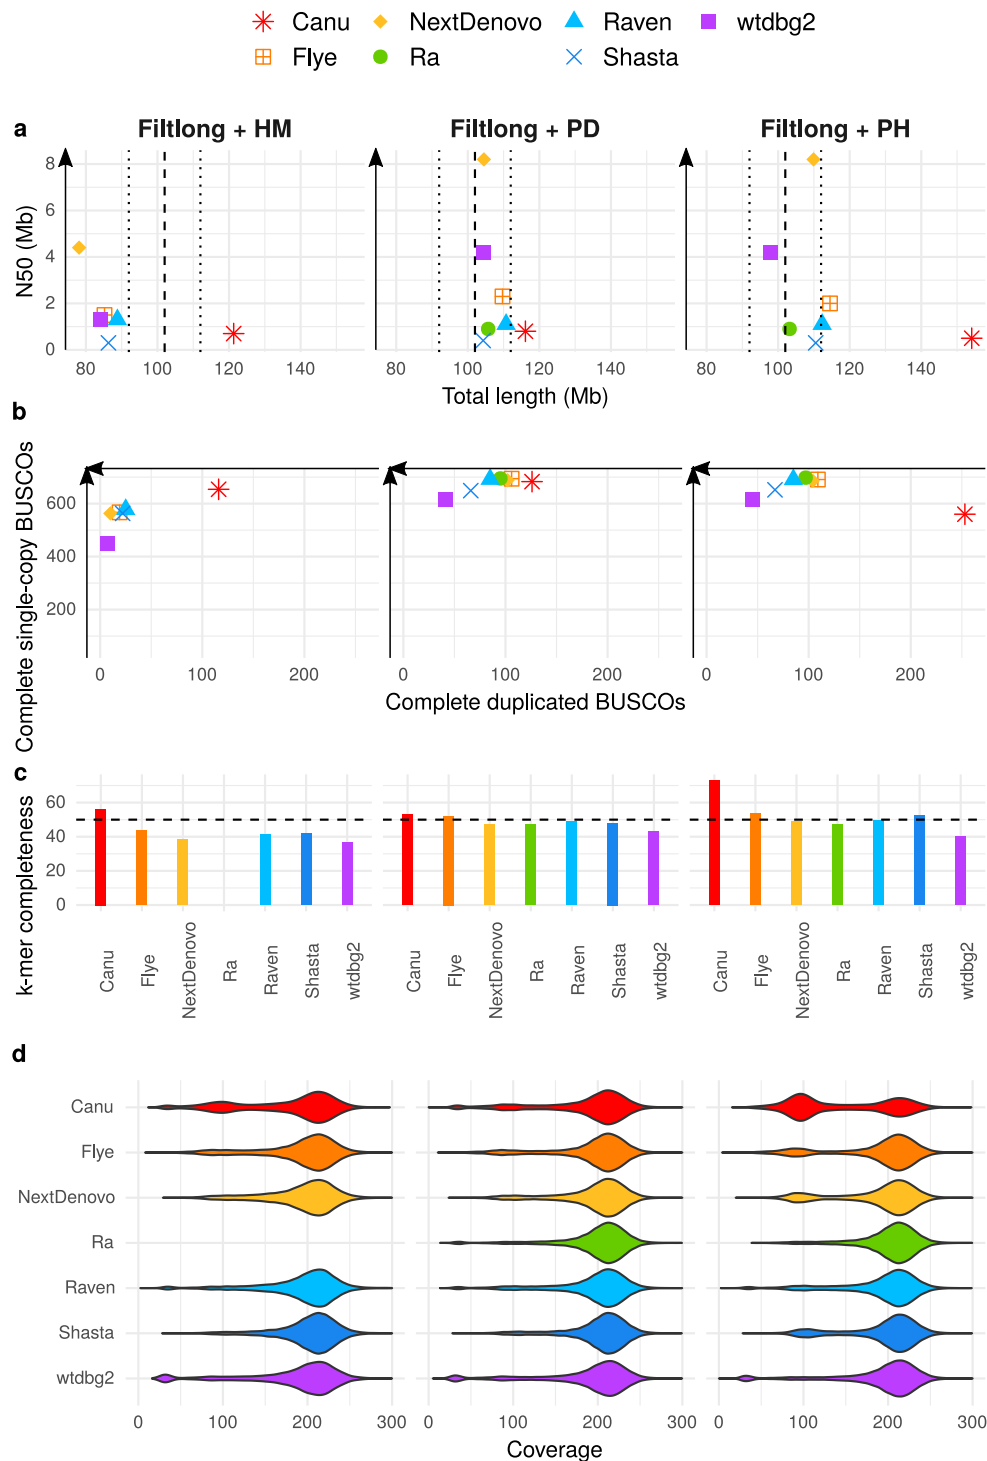 Canu NextDenovo Raven wtdbg2
Flye Ra Shasta
a
Filtlong + HM Filtlong + PD Filtlong + PH
N50 (Mb)
8
6
4
2
0
80 100 120 140 80 100 120 140 80 100 120 140
Total length (Mb)
b
Complete single-copy BUSCOs
600
400
200
0 100 200 0 100 200 0 100 200
Complete duplicated BUSCOs
c
k-mer completeness
60
40
20
0
Canu Flye NextDenovo Ra Raven Shasta wtdbg2 Canu Flye NextDenovo Ra Raven Shasta wtdbg2 Canu Flye NextDenovo Ra Raven Shasta wtdbg2
d
Canu
Flye
NextDenovo
Ra
Raven
Shasta
wtdbg2
0 100 200 300 0 100 200 300 0 100 200 300
Coverage